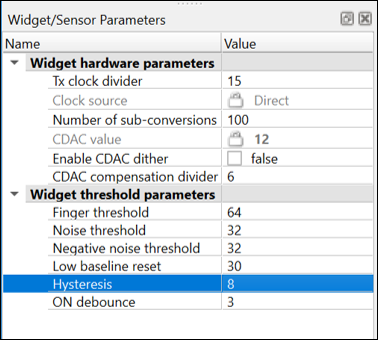 Widget/Sensor Parameters
Name Value
Widget hardware parameters
Tx clock divider 15
Clock source Direct
Number of sub-conversions 100
CDAC value 12
Enable CDAC dither false
CDAC compensation divider 6
Widget threshold parameters
Finger threshold 64
Noise threshold 32
Negative noise threshold 32
Low baseline reset 30
Hysteresis 8
ON debounce 3